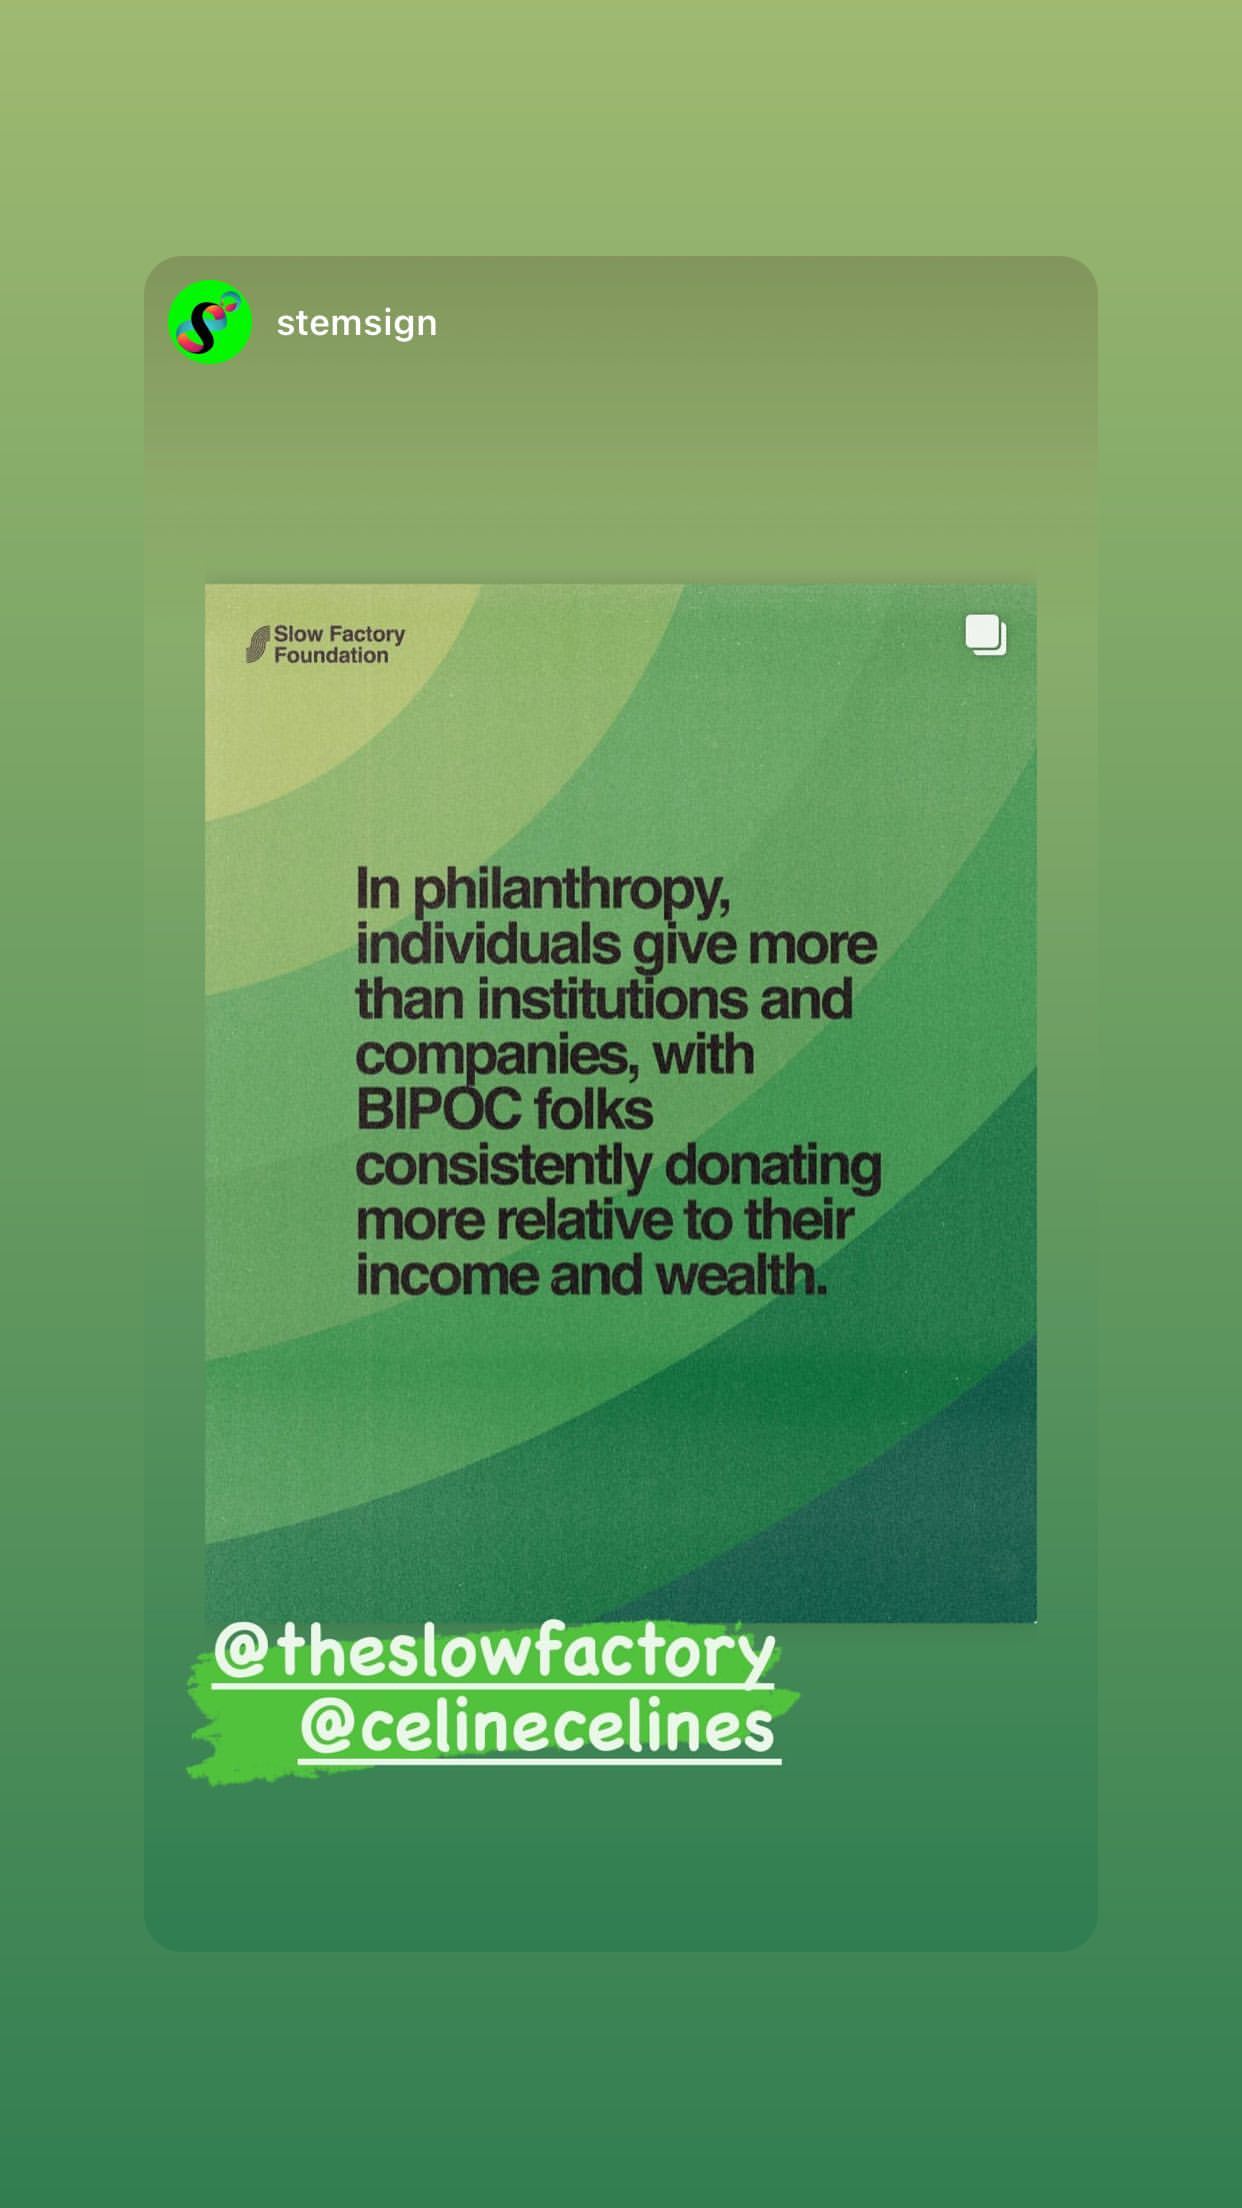 stemsign
Slow Factory
Foundation
In philanthropy,
individuals give more
than institutions and
companies, with
BIPOC folks
consistently donating
more relative to their
income and wealth.
@theslowfactory
@celinecelines